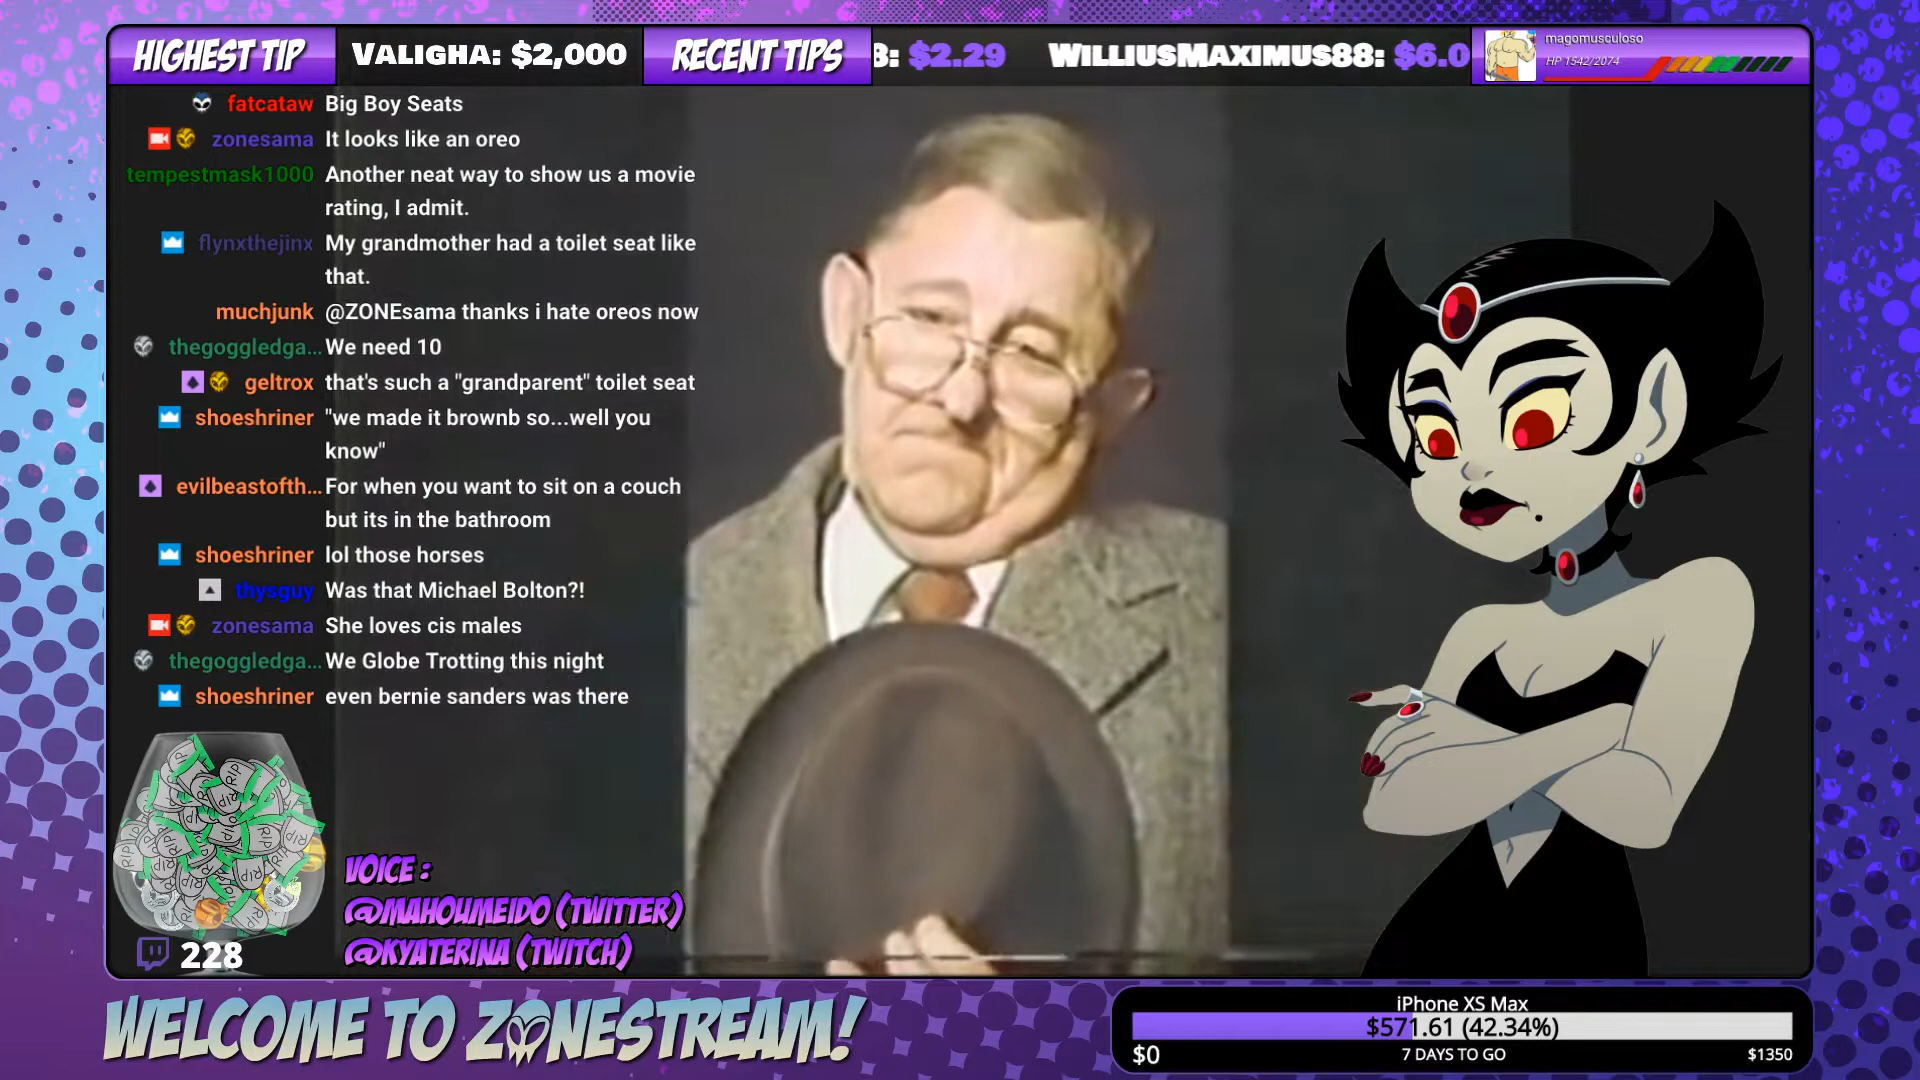 HIGHEST TIP
VALIGHA: $2,000
RECENT TIPS
8: $2.29 WILLIUSMAXIMUS88: $6.0
magomusculoso
HP 1542/2074
fatcataw Big Boy Seats
zonesama It looks like an oreo
tempestmask1000 Another neat way to show us a movie
rating, I admit.
flynxthejinx My grandmother had a toilet seat like
that.
muchjunk @ZONEsama thanks i hate oreos now
thegoggledga... We need 10
geltrox that's such a "grandparent" toilet seat
shoeshriner "we made it brownb so...well you
know"
evilbeastofth... For when you want to sit on a couch
but its in the bathroom
shoeshriner lol those horses
thysguy Was that Michael Bolton?!
zonesama She loves cis males
thegoggledga... We Globe Trotting this night
shoeshriner even bernie sanders was there
RIP
228
VOICE :
@MAHOUMEIDO (TWITTER)
@KYATERINA (TWITCH)
WELCOME TO ZONESTREAM!
iPhone XS Max
$571.61 (42.34%)
$0 7 DAYS TO GO $1350